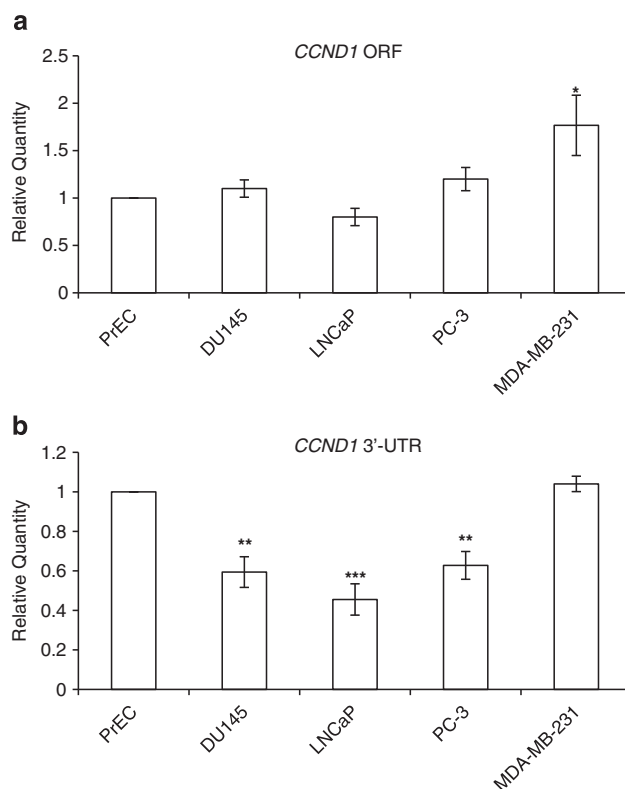 a
CCND1 ORF
Relative Quantity
2.5
2
1.5
1
0.5
0
*
PrEC
DU145
LNCaP
PC-3
MDA-MB-231
b
CCND1 3'-UTR
Relative Quantity
1.2
1
0.8
0.6
0.4
0.2
0
**
***
**
PrEC
DU145
LNCaP
PC-3
MDA-MB-231